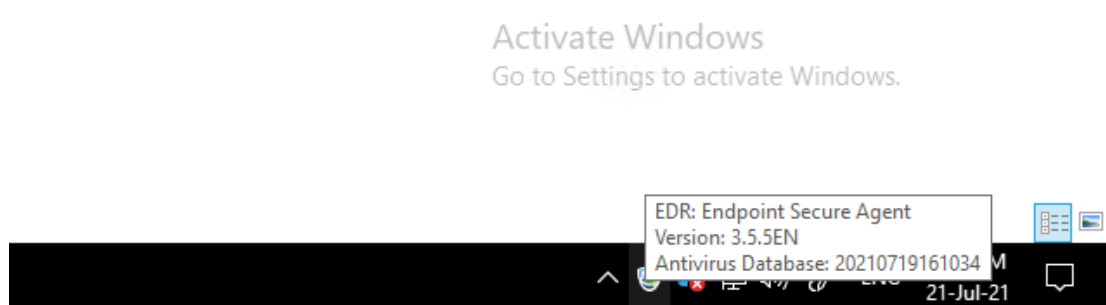 Activate Windows
Go to Settings to activate Windows.
EDR: Endpoint Secure Agent
Version: 3.5.5EN
Antivirus Database: 20210719161034
21-Jul-21